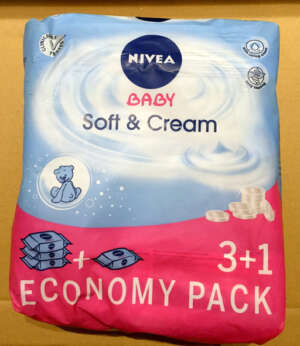 NIVEA
BABY
Soft & Cream
3+1
ECONOMY PACK